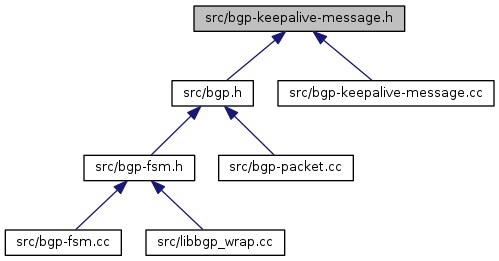 src/bgp-keepalive-message.h
src/bgp.h
src/bgp-keepalive-message.cc
src/bgp-fsm.h
src/bgp-packet.cc
src/bgp-fsm.cc
src/libbgp_wrap.cc